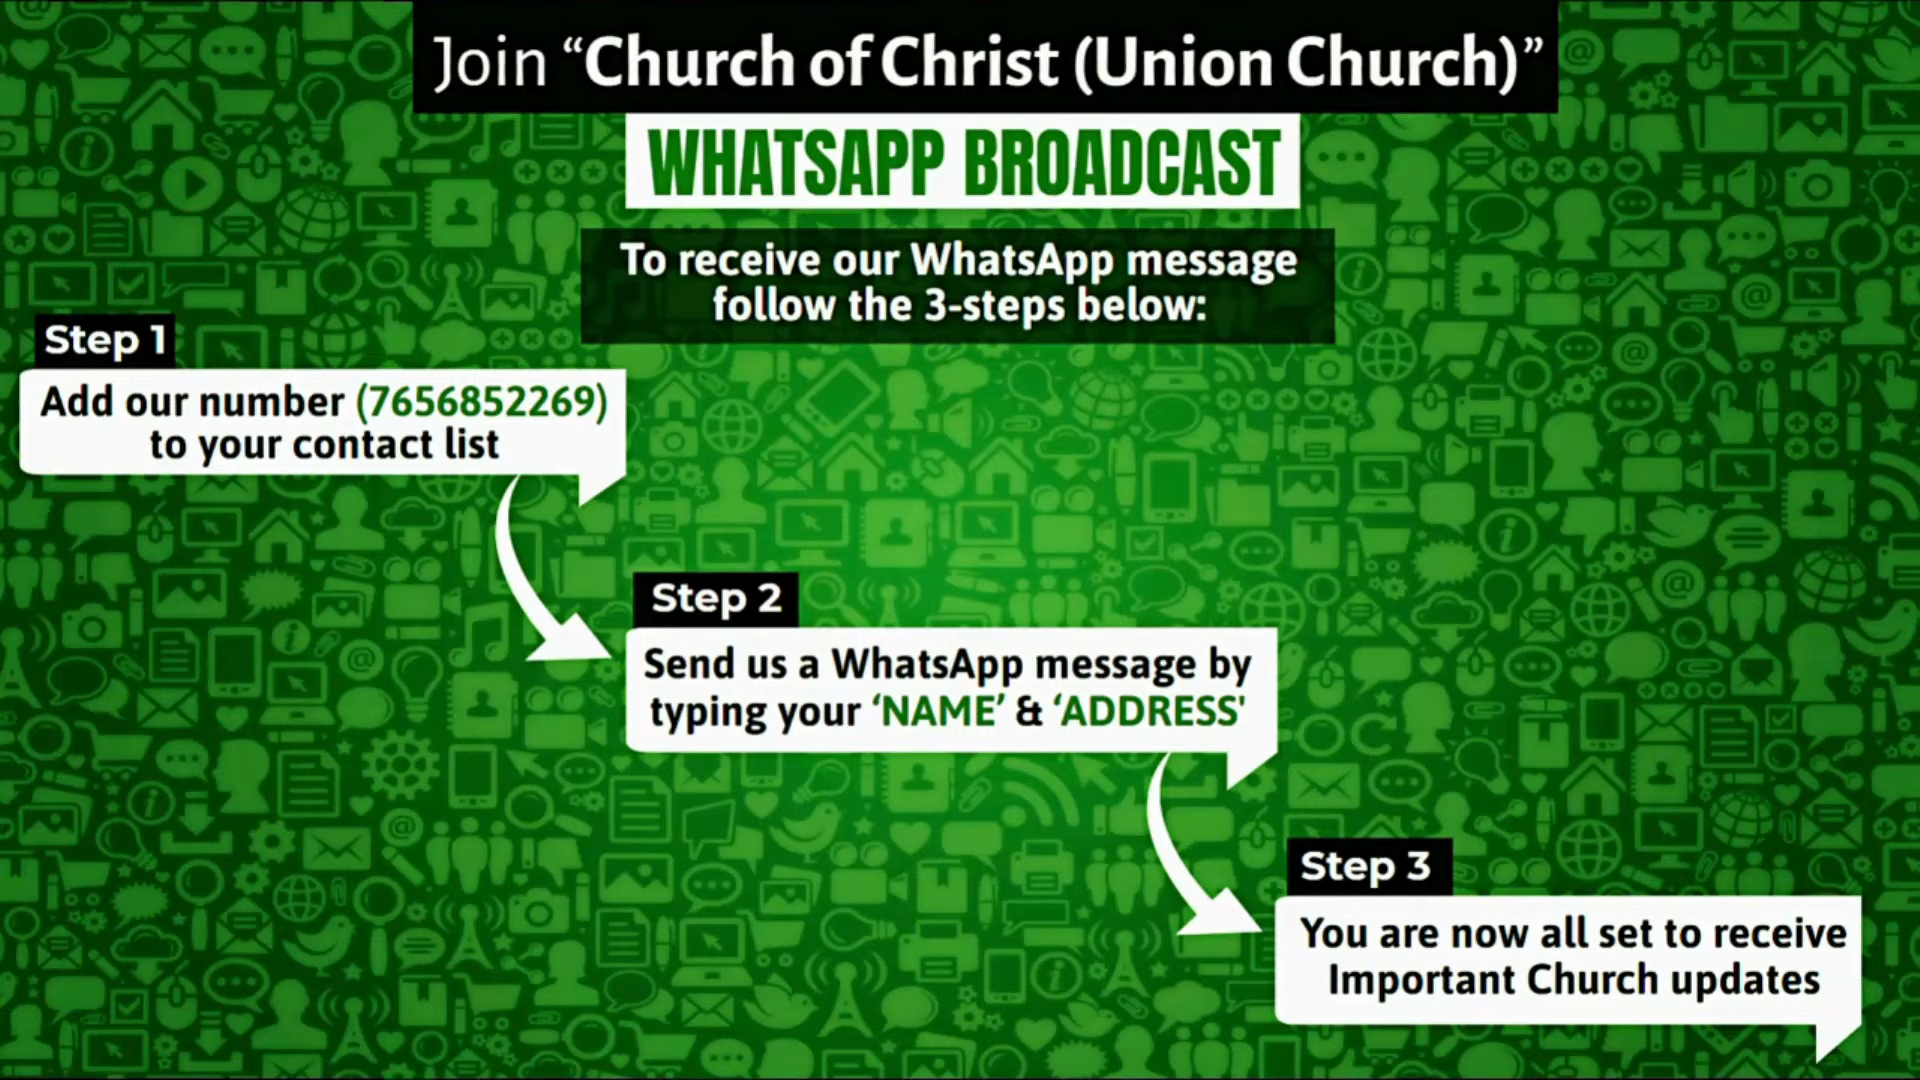 Join “Church of Christ (Union Church)”
WHATSAPP BROADCAST
To receive our WhatsApp message
follow the 3-steps below:
Step 1
Add our number (7656852269)
to your contact list
Step 2
Send us a WhatsApp message by
typing your ‘NAME’ & ‘ADDRESS'
Step 3
You are now all set to receive
Important Church updates